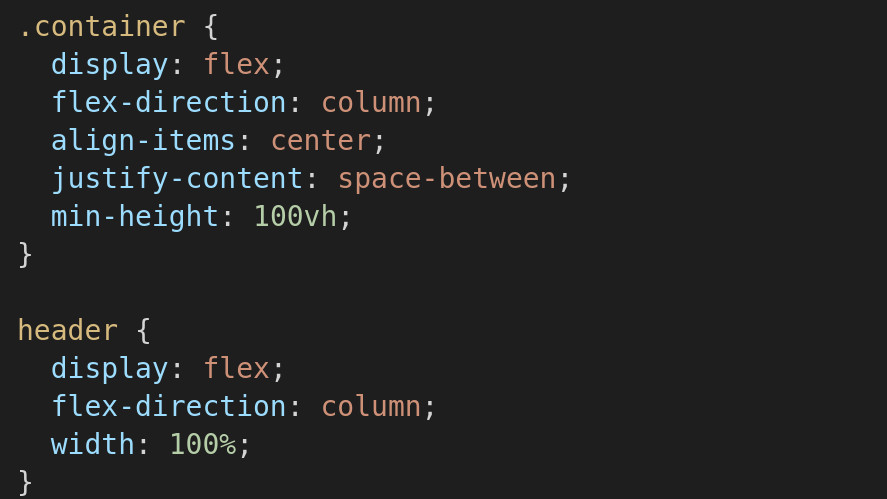 .container {
  display: flex;
  flex-direction: column;
  align-items: center;
  justify-content: space-between;
  min-height: 100vh;
}

header {
  display: flex;
  flex-direction: column;
  width: 100%;
}